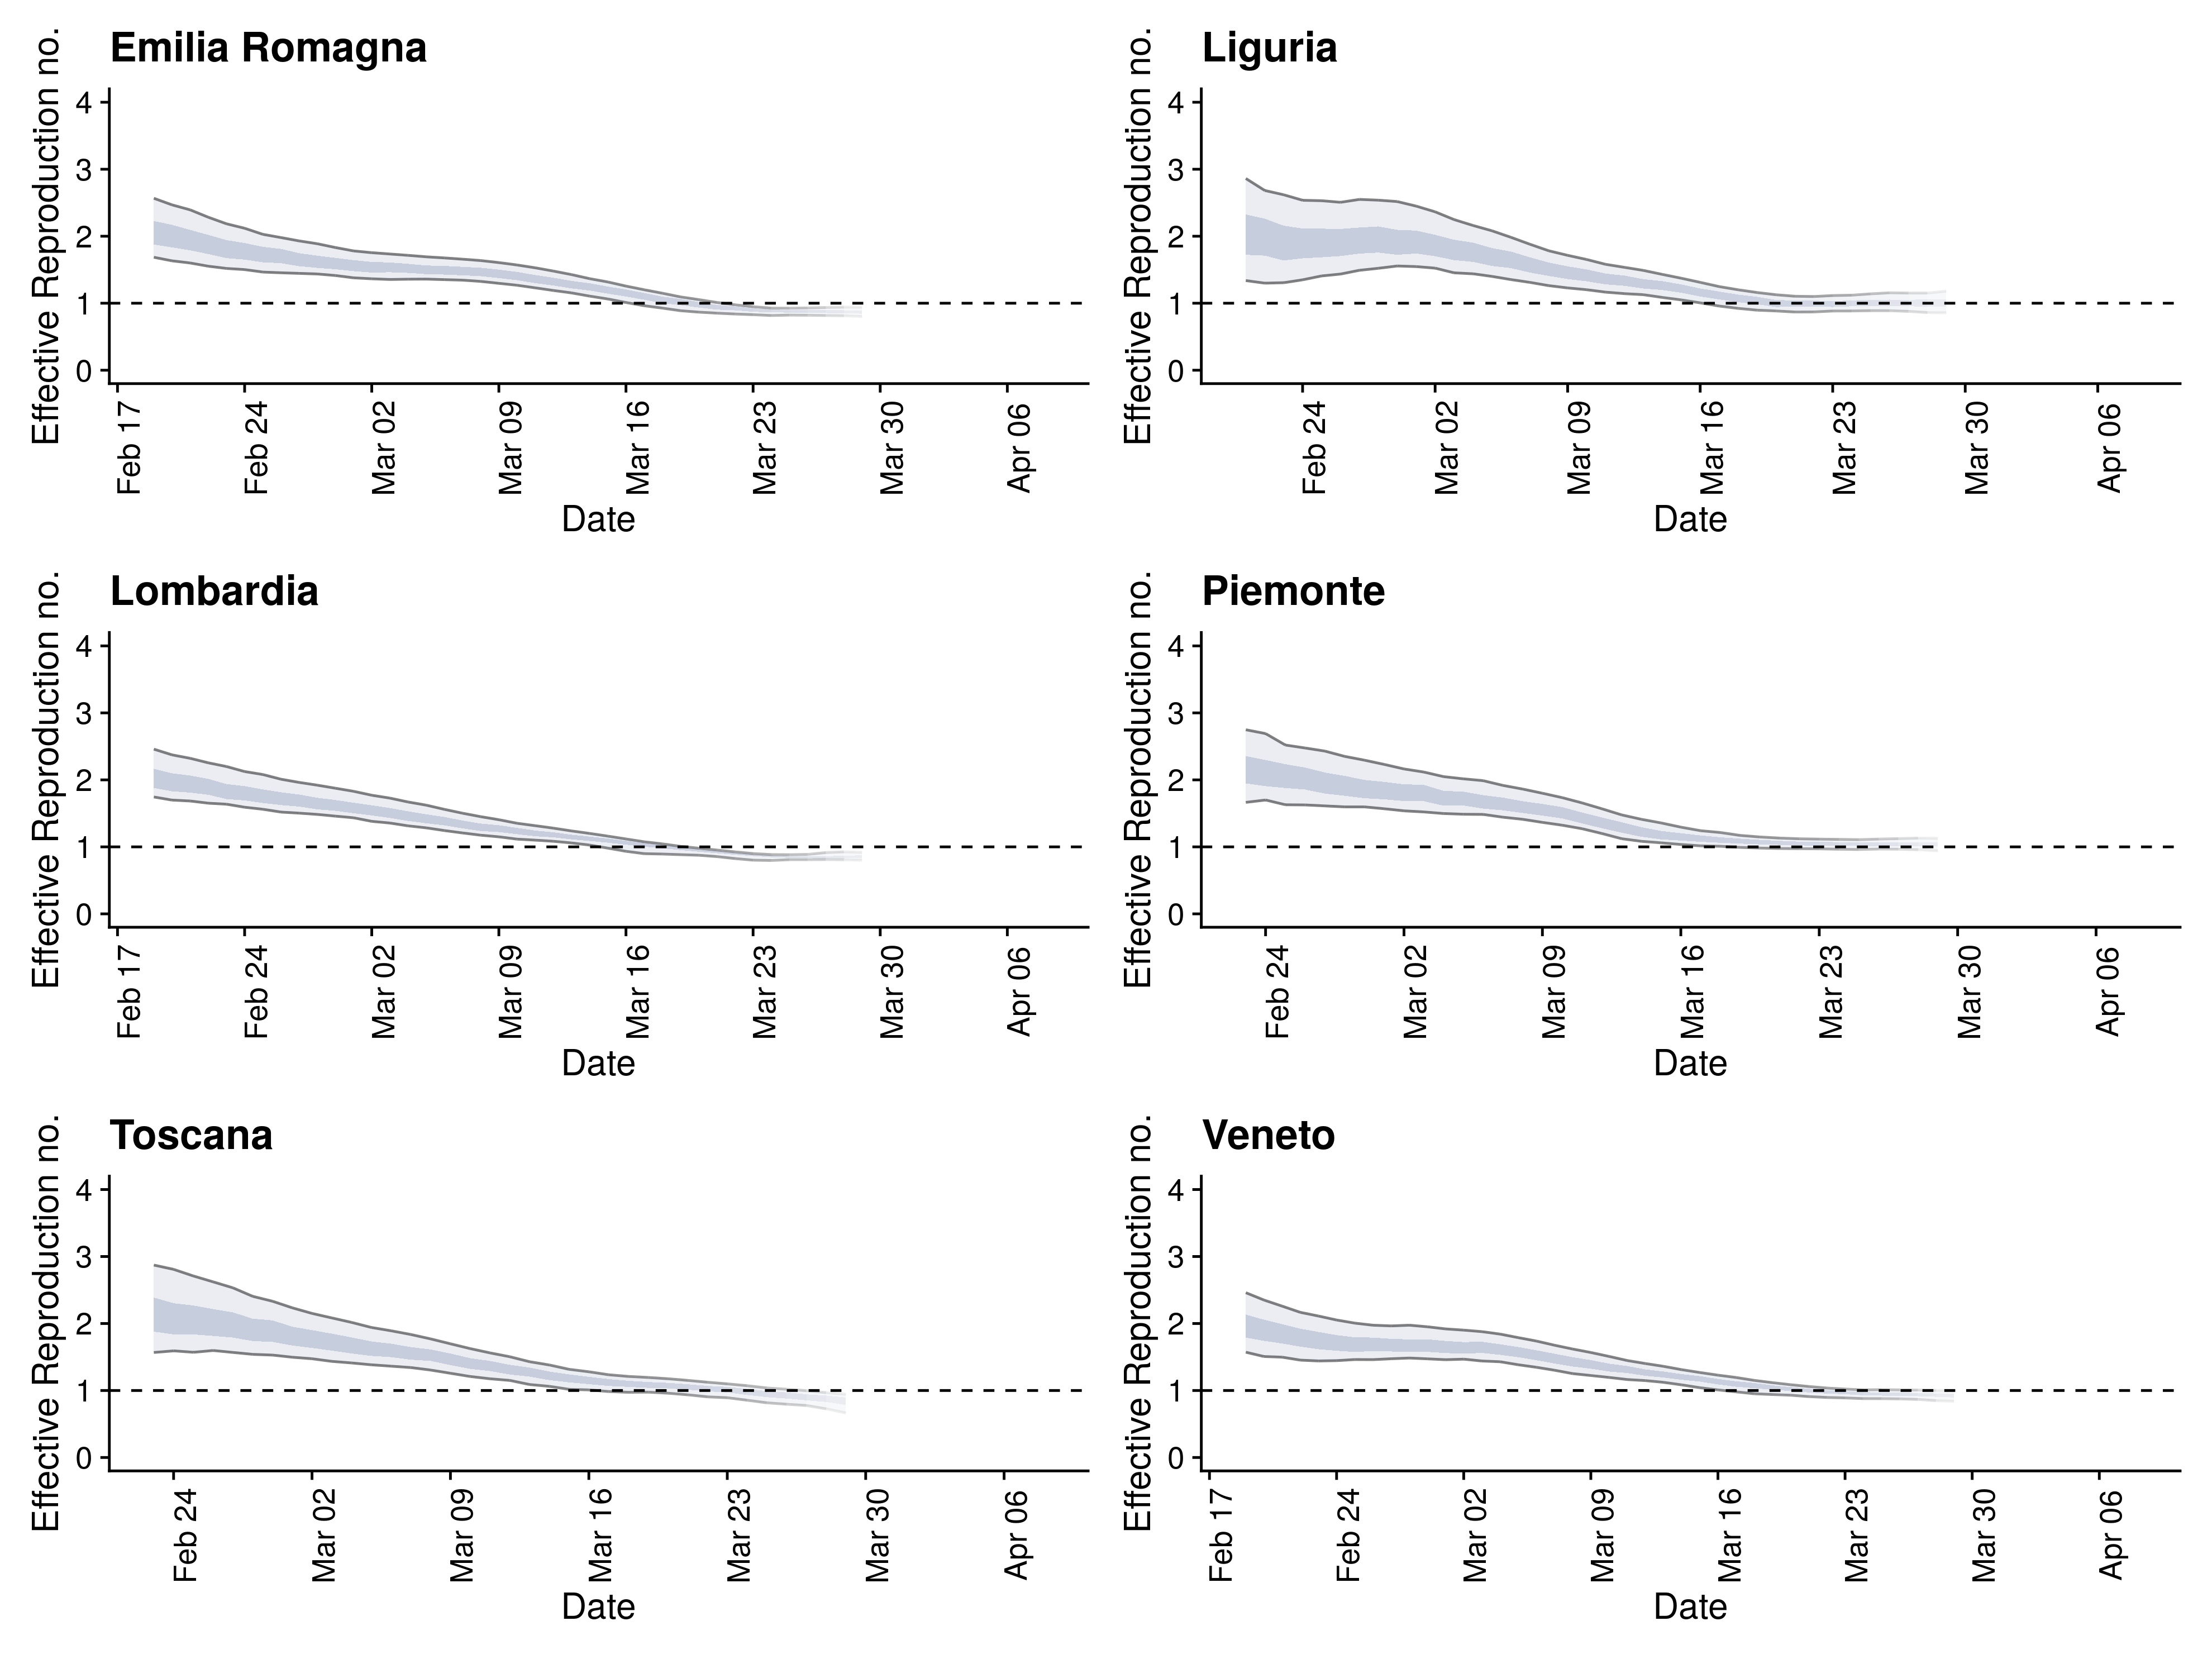 Emilia Romagna
Effective Reproduction no.
4
3
2
1
0
Feb 17
Feb 24
Mar 02
Mar 09
Mar 16
Mar 23
Mar 30
Apr 06
Date
Liguria
Effective Reproduction no.
4
3
2
1
0
Feb 24
Mar 02
Mar 09
Mar 16
Mar 23
Mar 30
Apr 06
Date
Lombardia
Effective Reproduction no.
4
3
2
1
0
Feb 17
Feb 24
Mar 02
Mar 09
Mar 16
Mar 23
Mar 30
Apr 06
Date
Piemonte
Effective Reproduction no.
4
3
2
1
0
Feb 24
Mar 02
Mar 09
Mar 16
Mar 23
Mar 30
Apr 06
Date
Toscana
Effective Reproduction no.
4
3
2
1
0
Feb 24
Mar 02
Mar 09
Mar 16
Mar 23
Mar 30
Apr 06
Date
Veneto
Effective Reproduction no.
4
3
2
1
0
Feb 17
Feb 24
Mar 02
Mar 09
Mar 16
Mar 23
Mar 30
Apr 06
Date